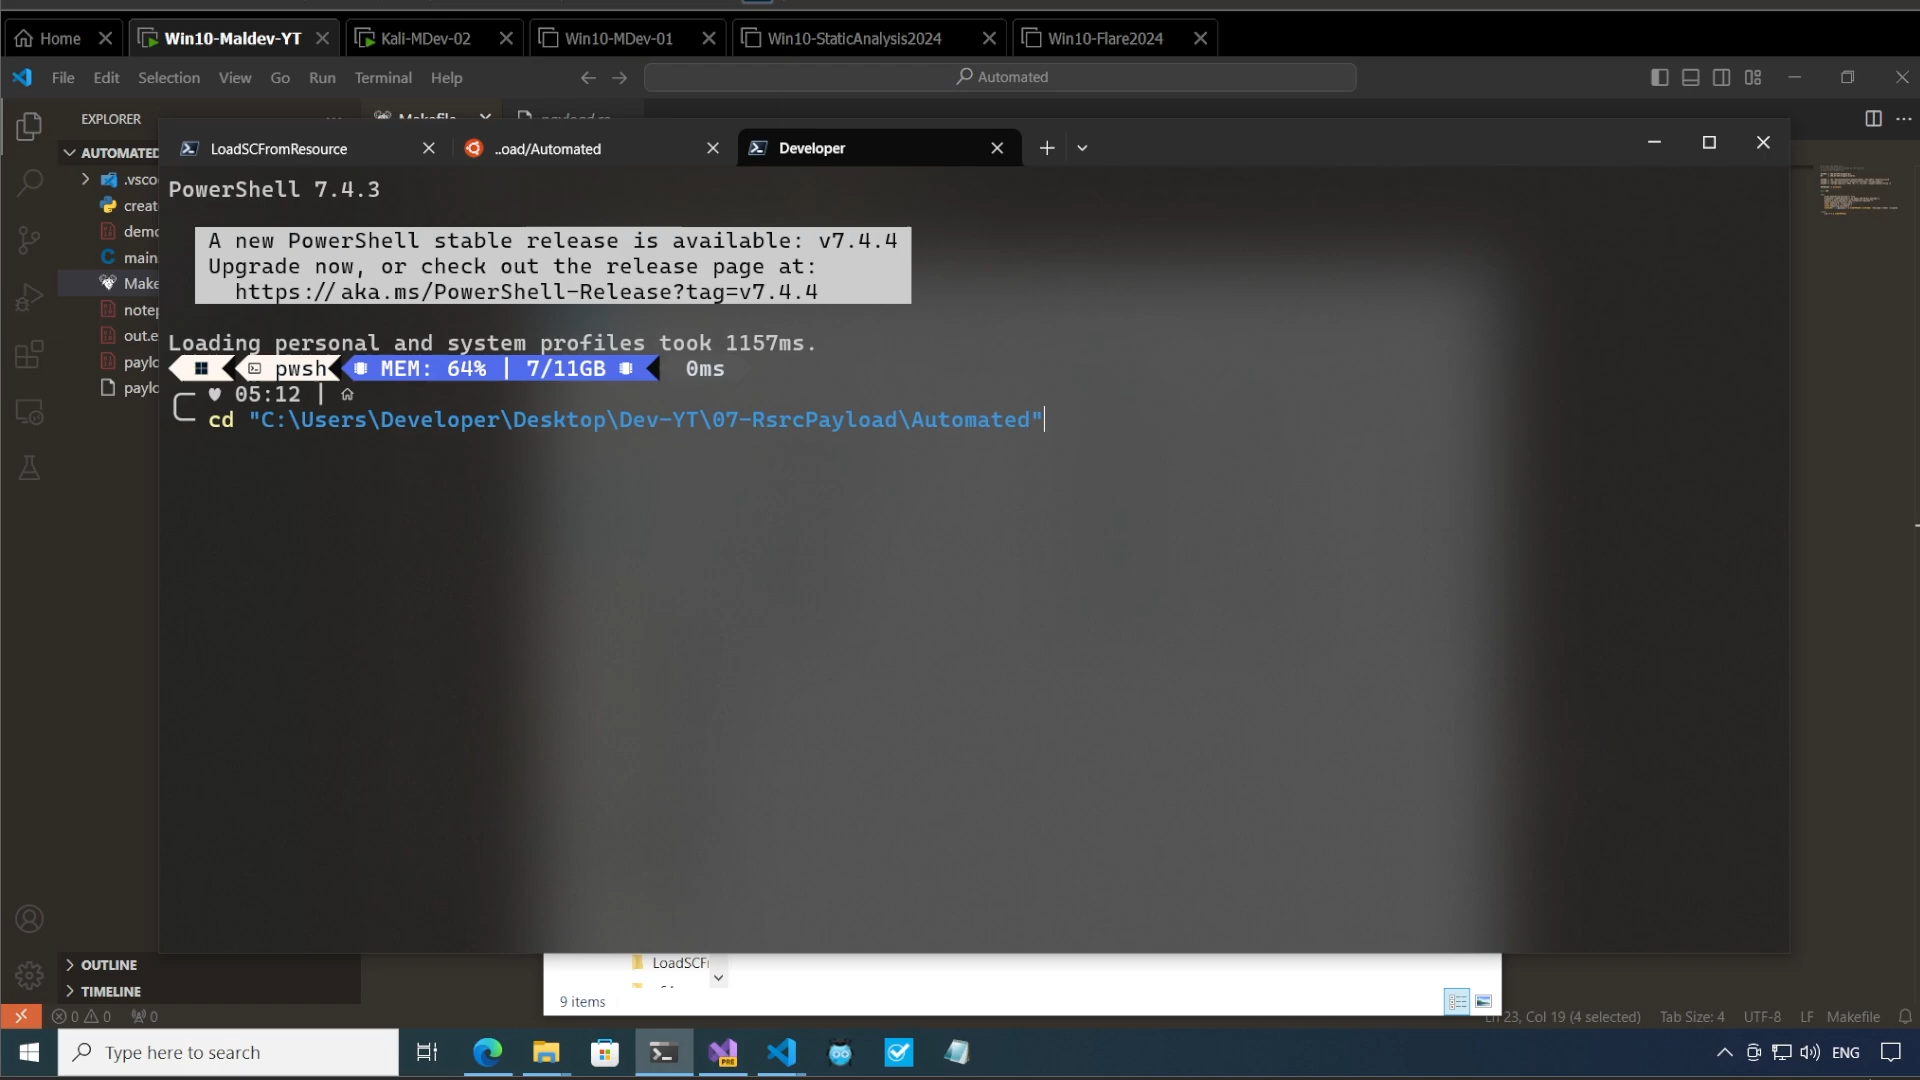 Home
Win10-Maldev-YT
Kali-MDev-02
Win10-MDev-01
Win10-StaticAnalysis2024
Win10-Flare2024
File Edit Selection View Go Run Terminal Help
Automated
EXPLORER
Makefile
LoadSCFromResource
..oad/Automated
Developer
AUTOMATED
.vsco
creat
demo
main.
Make
notep
out.e
paylo
paylo
PowerShell 7.4.3
A new PowerShell stable release is available: v7.4.4
Upgrade now, or check out the release page at:
https://aka.ms/PowerShell-Release?tag=v7.4.4
Loading personal and system profiles took 1157ms.
pwsh MEM: 64% | 7/11GB 0ms
05:12 |
cd "C:\Users\Developer\Desktop\Dev-YT\07-RsrcPayload\Automated"
OUTLINE
TIMELINE
LoadSCF
9 items
0 0 0
Ln 23, Col 19 (4 selected) Tab Size: 4 UTF-8 LF Makefile
Type here to search
PRE
ENG